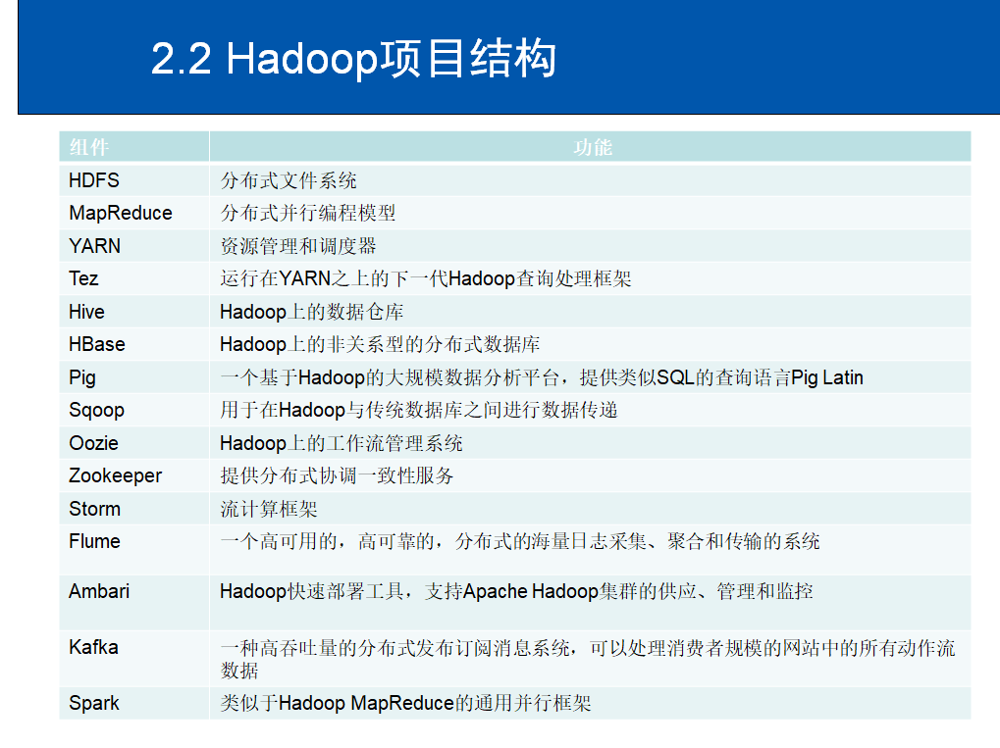 2.2 Hadoop项目结构
组件 功能
HDFS 分布式文件系统
MapReduce 分布式并行编程模型
YARN 资源管理和调度器
Tez 运行在YARN之上的下一代Hadoop查询处理框架
Hive Hadoop上的数据仓库
HBase Hadoop上的非关系型的分布式数据库
Pig 一个基于Hadoop的大规模数据分析平台，提供类似SQL的查询语言Pig Latin
Sqoop 用于在Hadoop与传统数据库之间进行数据传递
Oozie Hadoop上的工作流管理系统
Zookeeper 提供分布式协调一致性服务
Storm 流计算框架
Flume 一个高可用的，高可靠的，分布式的海量日志采集、聚合和传输的系统
Ambari Hadoop快速部署工具，支持Apache Hadoop集群的供应、管理和监控
Kafka 一种高吞吐量的分布式发布订阅消息系统，可以处理消费者规模的网站中的所有动作流
数据
Spark 类似于Hadoop MapReduce的通用并行框架